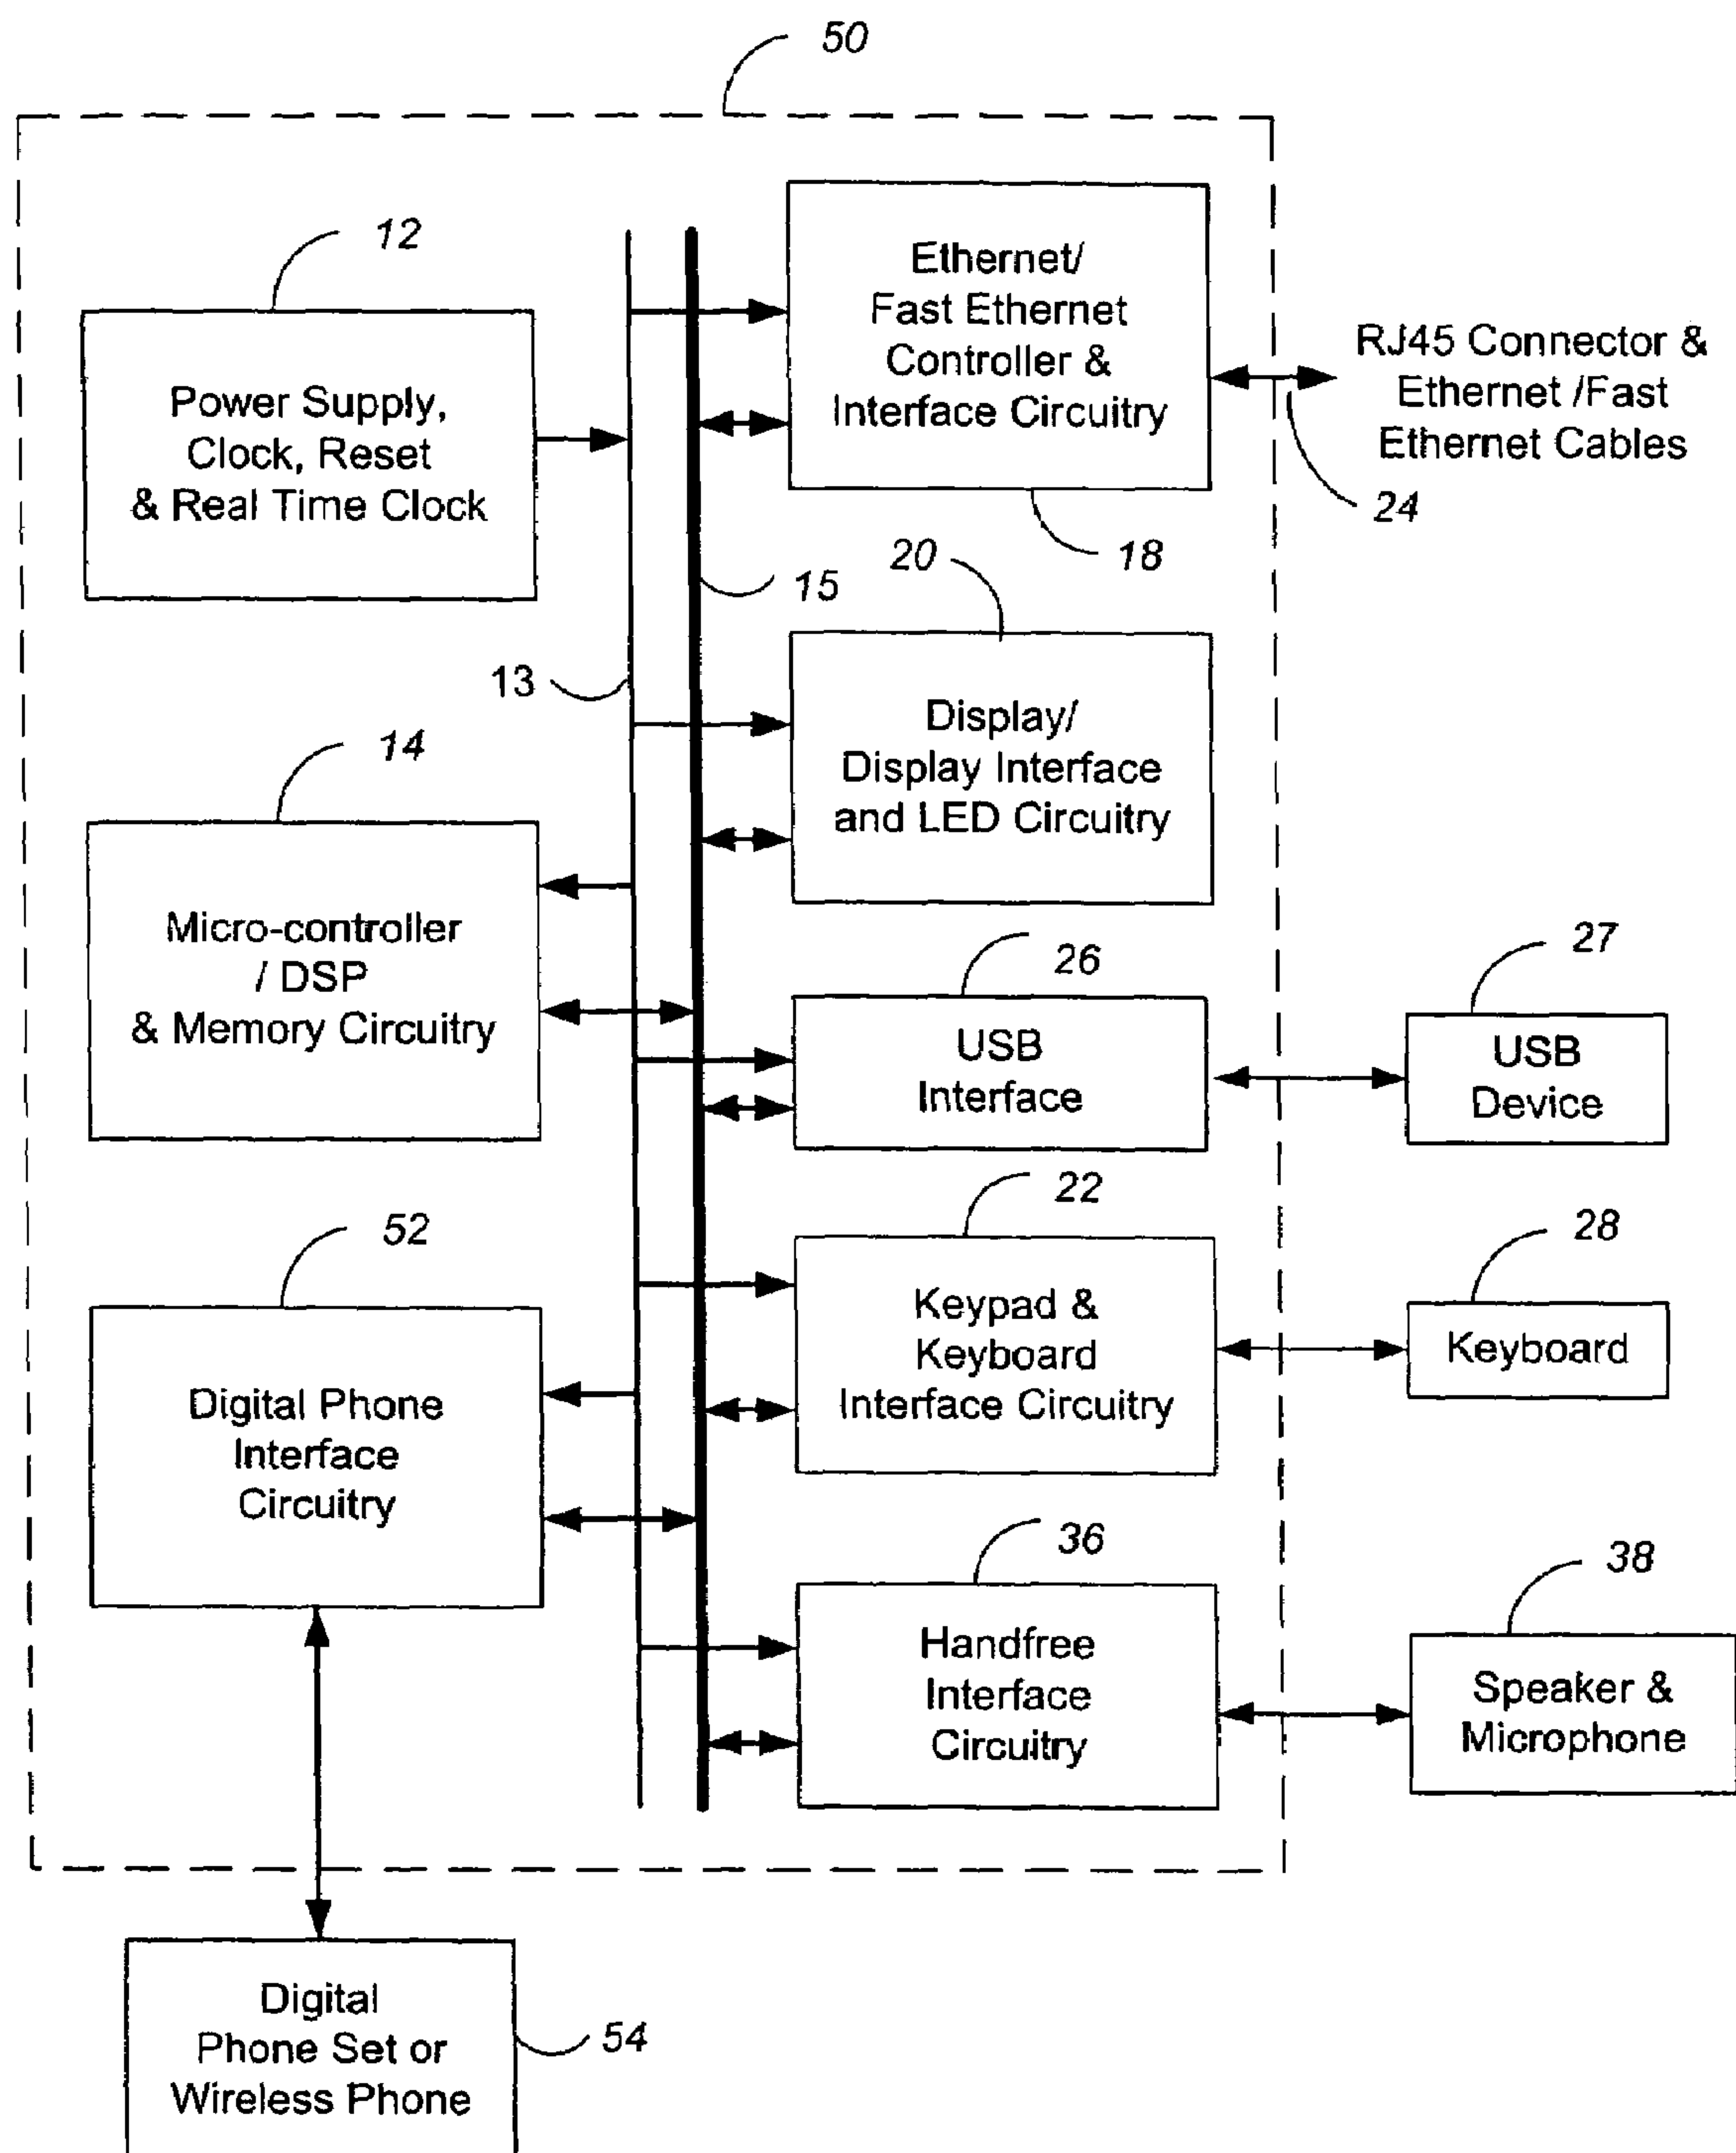 50
12
Power Supply,
Clock, Reset
& Real Time Clock
Ethernet/
Fast Ethernet
Controller &
Interface Circuitry
18
RJ45 Connector &
Ethernet /Fast
Ethernet Cables
24
15
13
20
Display/
Display Interface
and LED Circuitry
14
Micro-controller
/ DSP
& Memory Circuitry
26
USB
Interface
27
USB
Device
22
Keypad &
Keyboard
Interface Circuitry
28
Keyboard
52
Digital Phone
Interface
Circuitry
36
Handfree
Interface
Circuitry
38
Speaker &
Microphone
Digital
Phone Set or
Wireless Phone
54